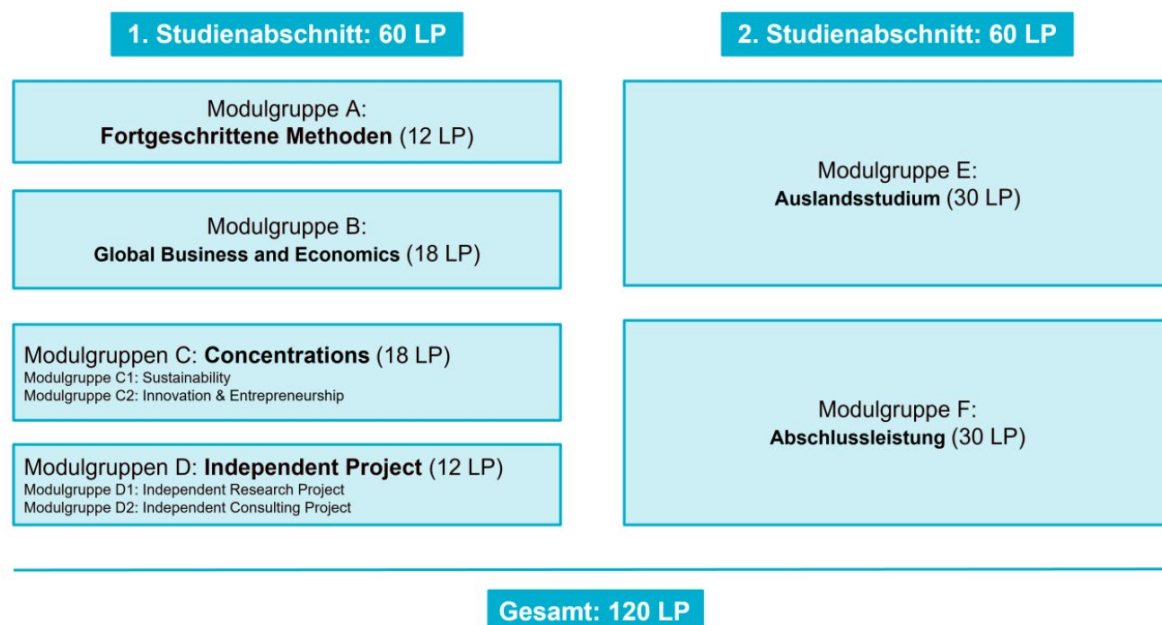 1. Studienabschnitt: 60 LP
Modulgruppe A:
Fortgeschrittene Methoden (12 LP)
Modulgruppe B:
Global Business and Economics (18 LP)
Modulgruppen C: Concentrations (18 LP)
Modulgruppe C1: Sustainability
Modulgruppe C2: Innovation & Entrepreneurship
Modulgruppen D: Independent Project (12 LP)
Modulgruppe D1: Independent Research Project
Modulgruppe D2: Independent Consulting Project
2. Studienabschnitt: 60 LP
Modulgruppe E:
Auslandsstudium (30 LP)
Modulgruppe F:
Abschlussleistung (30 LP)
Gesamt: 120 LP